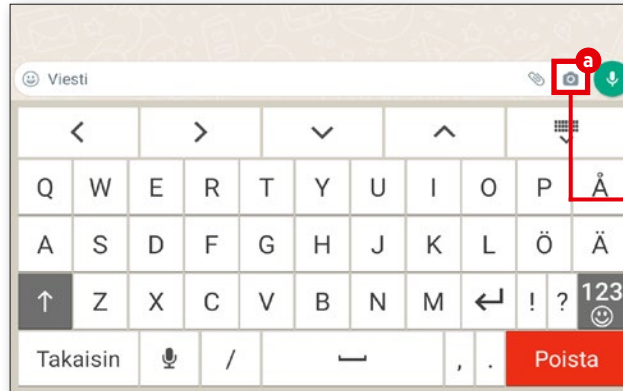 a
Viesti
Q W E R T Y U I O P Å
A S D F G H J K L Ö Ä
Z X C V B N M ! ? 123
Takaisin / , . Poista